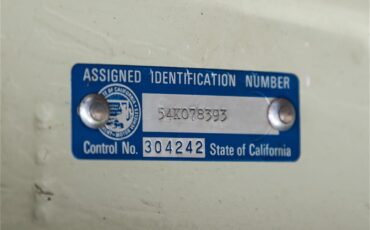 ASSIGNED IDENTIFICATION NUMBER
54K078393
Control No. 304242 State of California